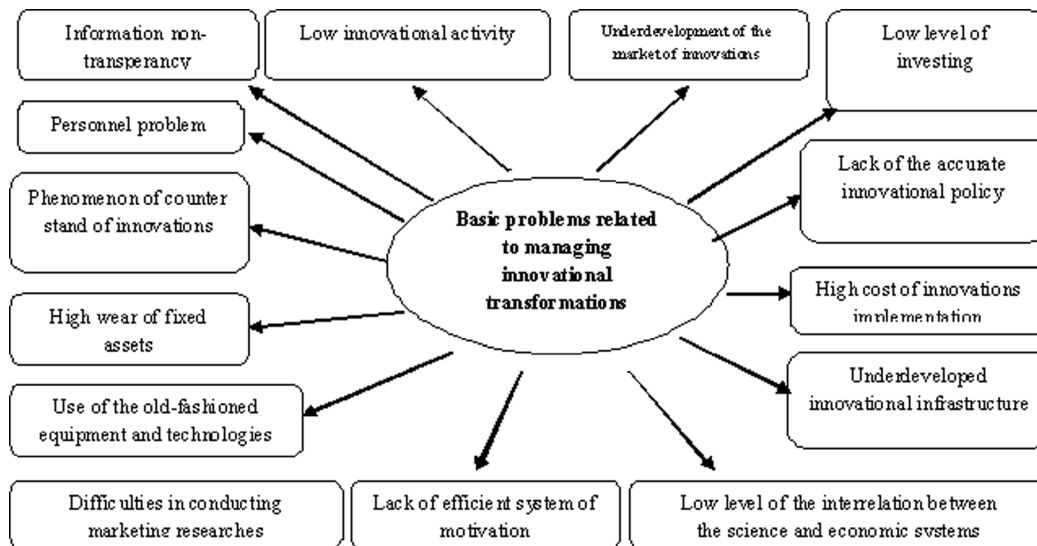 Information non-
transperancy
Low innovational activity
Underdevelopment of the
market of innovations
Low level of
investing
Personnel problem
Phenomenon of counter
stand of innovations
Basic problems related
to managing
innovational
transformations
Lack of the accurate
innovational policy
High wear of fixed
assets
High cost of innovations
implementation
Use of the old-fashioned
equipment and technologies
Underdeveloped
innovational infrastructure
Difficulties in conducting
marketing researches
Lack of efficient system of
motivation
Low level of the interrelation between
the science and economic systems